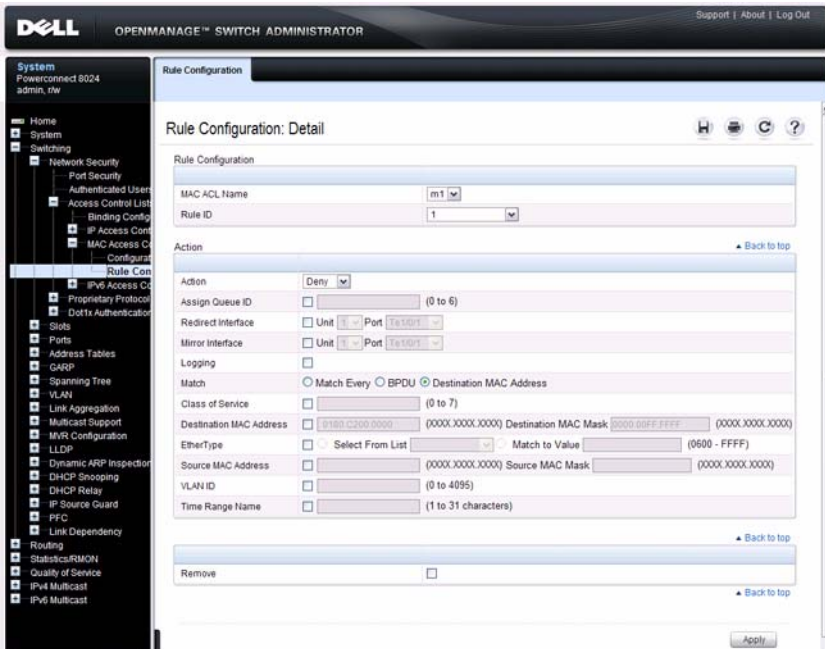 Support | About | Log Out
DELL OPENMANAGE™ SWITCH ADMINISTRATOR
System
Powerconnect 8024
admin, r/w
Home
System
Switching
Network Security
Port Security
Authenticated Users
Access Control List
Binding Config
IP Access Cont
MAC Access Co
Configurat
Rule Con
IPv6 Access Co
Proprietary Protocol
Dot1x Authentication
Slots
Ports
Address Tables
GARP
Spanning Tree
VLAN
Link Aggregation
Multicast Support
MVR Configuration
LLDP
Dynamic ARP Inspection
DHCP Snooping
DHCP Relay
IP Source Guard
PFC
Link Dependency
Routing
Statistics/RMON
Quality of Service
IPv4 Multicast
IPv6 Multicast
Rule Configuration
Rule Configuration: Detail
Rule Configuration
MAC ACL Name m1
Rule ID 1
Action
Back to top
Action Deny
Assign Queue ID (0 to 6)
Redirect Interface Unit 1 Port Te1/0/1
Mirror Interface Unit 1 Port Te1/0/1
Logging
Match Match Every BPDU Destination MAC Address
Class of Service (0 to 7)
Destination MAC Address 0180.C200.0000 (XXXX.XXXX.XXXX) Destination MAC Mask 0000.00FF.FFFF (XXXX.XXXX.XXXX)
EtherType Select From List Match to Value (0600 - FFFF)
Source MAC Address (XXXX.XXXX.XXXX) Source MAC Mask (XXXX.XXXX.XXXX)
VLAN ID (0 to 4095)
Time Range Name (1 to 31 characters)
Back to top
Remove
Back to top
Apply